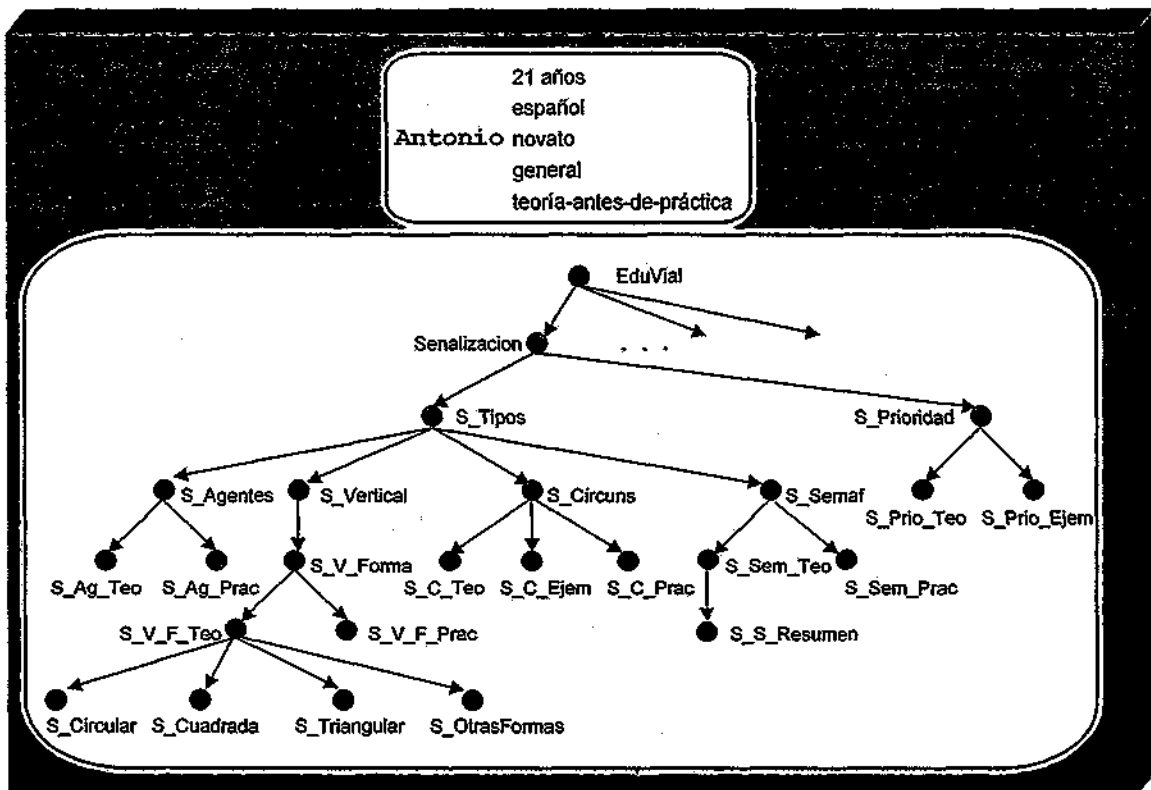 21 años
español
Antonio novato
general
teoría-antes-de-práctica
EduVial
Senalizacion
. . .
S_Tipos
S_Prioridad
S_Agentes
S_Vertical
S_Circuns
S_Semaf
S_Prio_Teo
S_Prio_Ejem
S_Ag_Teo
S_Ag_Prac
S_V_Forma
S_C_Teo
S_C_Ejem
S_C_Prac
S_Sem_Teo
S_Sem_Prac
S_V_F_Teo
S_V_F_Prac
S_S_Resumen
S_Circular
S_Cuadrada
S_Triangular
S_OtrasFormas